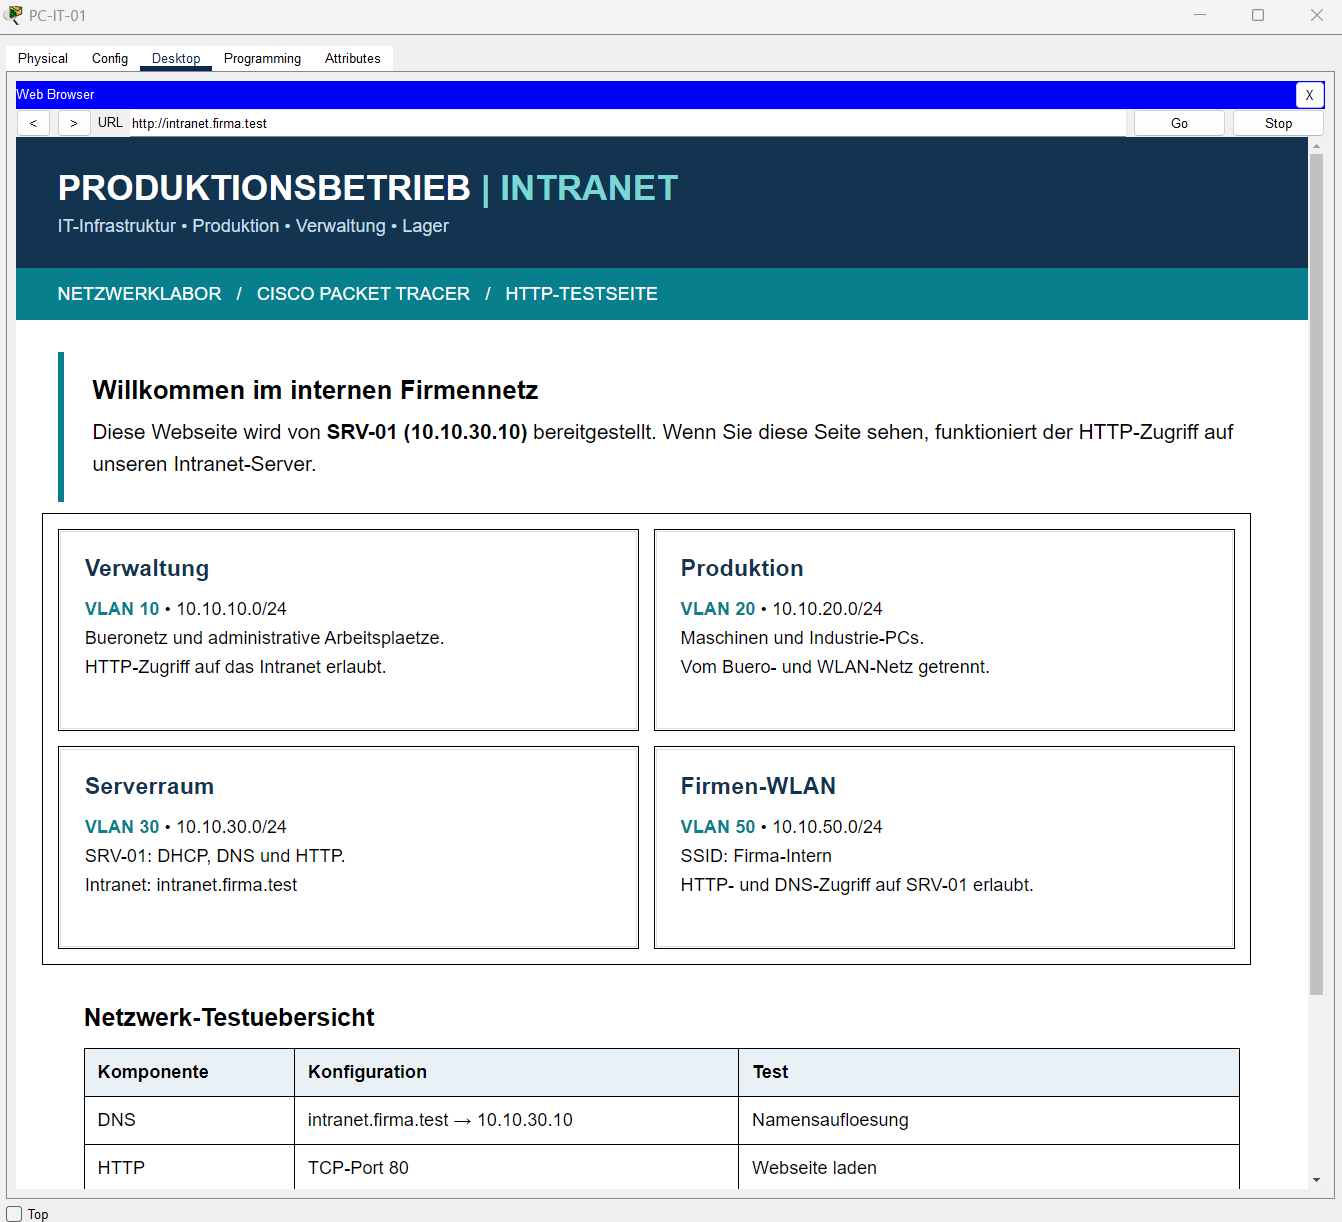 PC-IT-01
Physical Config Desktop Programming Attributes
Web Browser X
< > URL http://intranet.firma.test Go Stop
PRODUKTIONSBETRIEB | INTRANET
IT-Infrastruktur • Produktion • Verwaltung • Lager
NETZWERKLABOR / CISCO PACKET TRACER / HTTP-TESTSEITE
Willkommen im internen Firmennetz
Diese Webseite wird von SRV-01 (10.10.30.10) bereitgestellt. Wenn Sie diese Seite sehen, funktioniert der HTTP-Zugriff auf
unseren Intranet-Server.
Verwaltung
VLAN 10 • 10.10.10.0/24
Bueronetz und administrative Arbeitsplaetze.
HTTP-Zugriff auf das Intranet erlaubt.
Produktion
VLAN 20 • 10.10.20.0/24
Maschinen und Industrie-PCs.
Vom Buero- und WLAN-Netz getrennt.
Serverraum
VLAN 30 • 10.10.30.0/24
SRV-01: DHCP, DNS und HTTP.
Intranet: intranet.firma.test
Firmen-WLAN
VLAN 50 • 10.10.50.0/24
SSID: Firma-Intern
HTTP- und DNS-Zugriff auf SRV-01 erlaubt.
Netzwerk-Testuebersicht
Komponente Konfiguration Test
DNS intranet.firma.test → 10.10.30.10 Namensaufloesung
HTTP TCP-Port 80 Webseite laden
Top